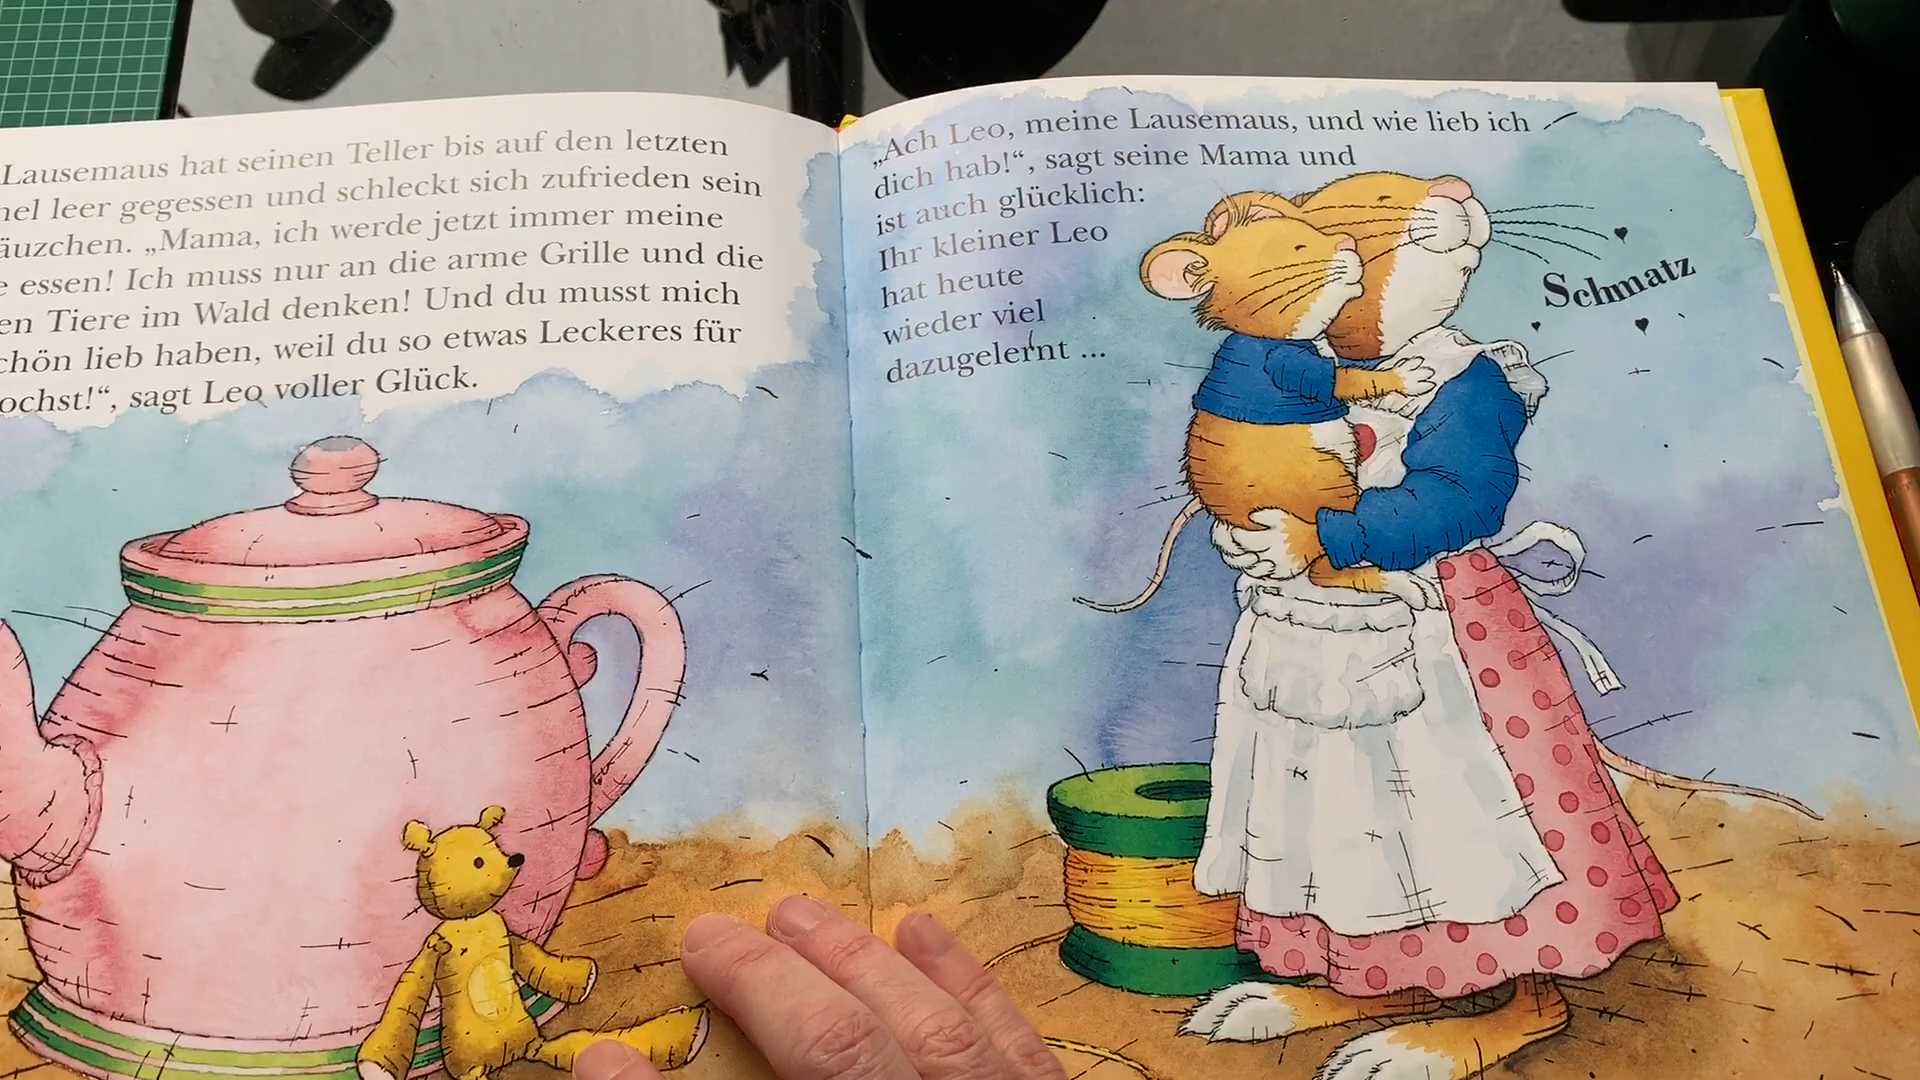 Lausemaus hat seinen Teller bis auf den letzten
leer gegessen und schleckt sich zufrieden sein
äuzchen. „Mama, ich werde jetzt immer meine
e essen! Ich muss nur an die arme Grille und die
en Tiere im Wald denken! Und du musst mich
chön lieb haben, weil du so etwas Leckeres für
ochst!“, sagt Leo voller Glück.
„Ach Leo, meine Lausemaus, und wie lieb ich
dich hab!“, sagt seine Mama und
ist auch glücklich:
Ihr kleiner Leo
hat heute
wieder viel
dazugelernt ...
Schmatz